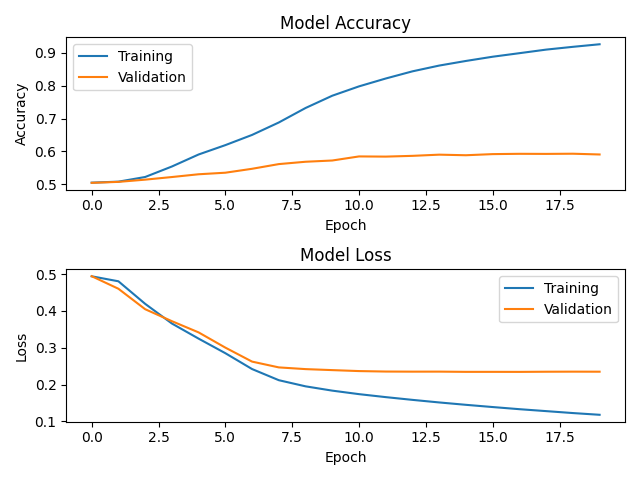 Model Accuracy
Accuracy
0.9
0.8
0.7
0.6
0.5
Training
Validation
0.0 2.5 5.0 7.5 10.0 12.5 15.0 17.5
Epoch
Model Loss
Loss
0.5
0.4
0.3
0.2
0.1
Training
Validation
0.0 2.5 5.0 7.5 10.0 12.5 15.0 17.5
Epoch